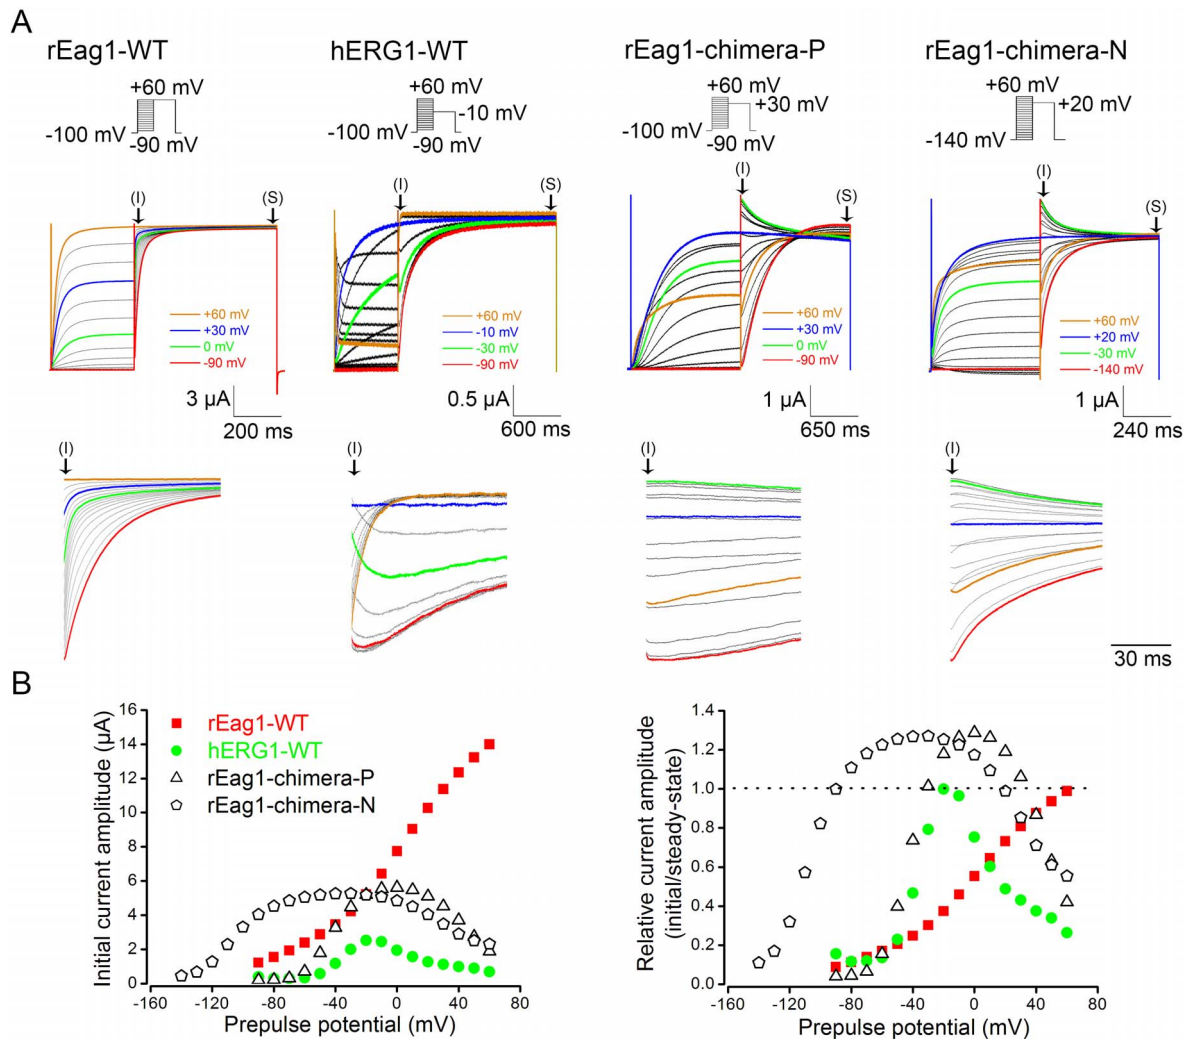 A
rEag1-WT
+60 mV
-100 mV
-90 mV
(I)
(S)
+60 mV
+30 mV
0 mV
-90 mV
3 µA
200 ms
(I)
hERG1-WT
+60 mV
-10 mV
-100 mV
-90 mV
(I)
(S)
+60 mV
-10 mV
-30 mV
-90 mV
0.5 µA
600 ms
(I)
rEag1-chimera-P
+60 mV
+30 mV
-100 mV
-90 mV
(I)
(S)
+60 mV
+30 mV
0 mV
-90 mV
1 µA
650 ms
(I)
rEag1-chimera-N
+60 mV
+20 mV
-140 mV
(I)
(S)
+60 mV
+20 mV
-30 mV
-140 mV
1 µA
240 ms
(I)
30 ms
B
Initial current amplitude (µA)
16
14
12
10
8
6
4
2
0
rEag1-WT
hERG1-WT
rEag1-chimera-P
rEag1-chimera-N
-160 -120 -80 -40 0 40 80
Prepulse potential (mV)
Relative current amplitude
(initial/steady-state)
1.4
1.2
1.0
0.8
0.6
0.4
0.2
0.0
-160 -120 -80 -40 0 40 80
Prepulse potential (mV)